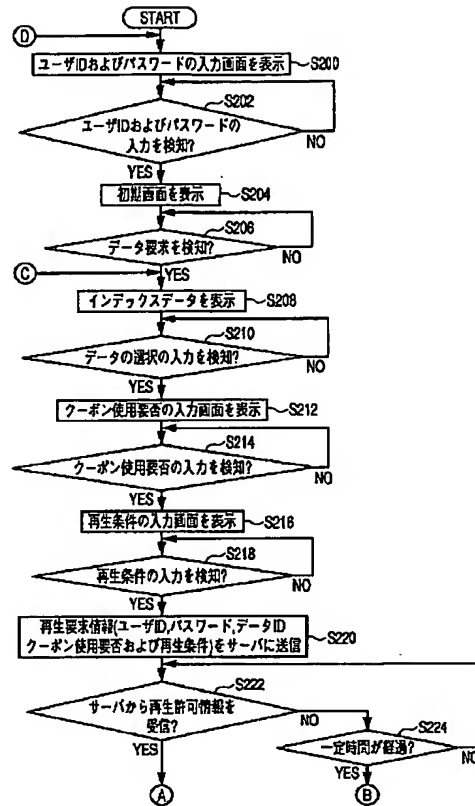 START
D
ユーザIDおよびパスワードの入力画面を表示
S200
S202
ユーザIDおよびパスワードの
入力を検知?
NO
YES
初期画面を表示
S204
S206
データ要求を検知?
NO
C
YES
インデックスデータを表示
S208
S210
データの選択の入力を検知?
NO
YES
クーポン使用要否の入力画面を表示
S212
S214
クーポン使用要否の入力を検知?
NO
YES
再生条件の入力画面を表示
S216
S218
再生条件の入力を検知?
NO
YES
再生要求情報(ユーザID,パスワード,データID
クーポン使用要否および再生条件)をサーバに送信
S220
S222
サーバから再生許可情報を
受信?
NO
YES
S224
一定時間が経過?
NO
YES
A
B